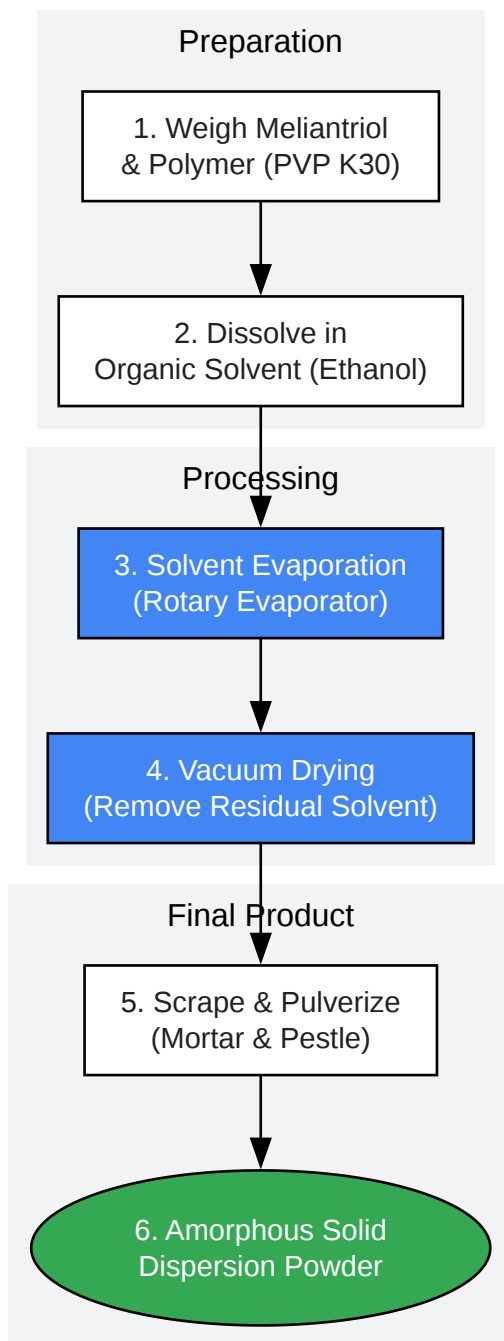 Preparation
1. Weigh Meliantriol
& Polymer (PVP K30)
2. Dissolve in
Organic Solvent (Ethanol)
Processing
3. Solvent Evaporation
(Rotary Evaporator)
4. Vacuum Drying
(Remove Residual Solvent)
Final Product
5. Scrape & Pulverize
(Mortar & Pestle)
6. Amorphous Solid
Dispersion Powder